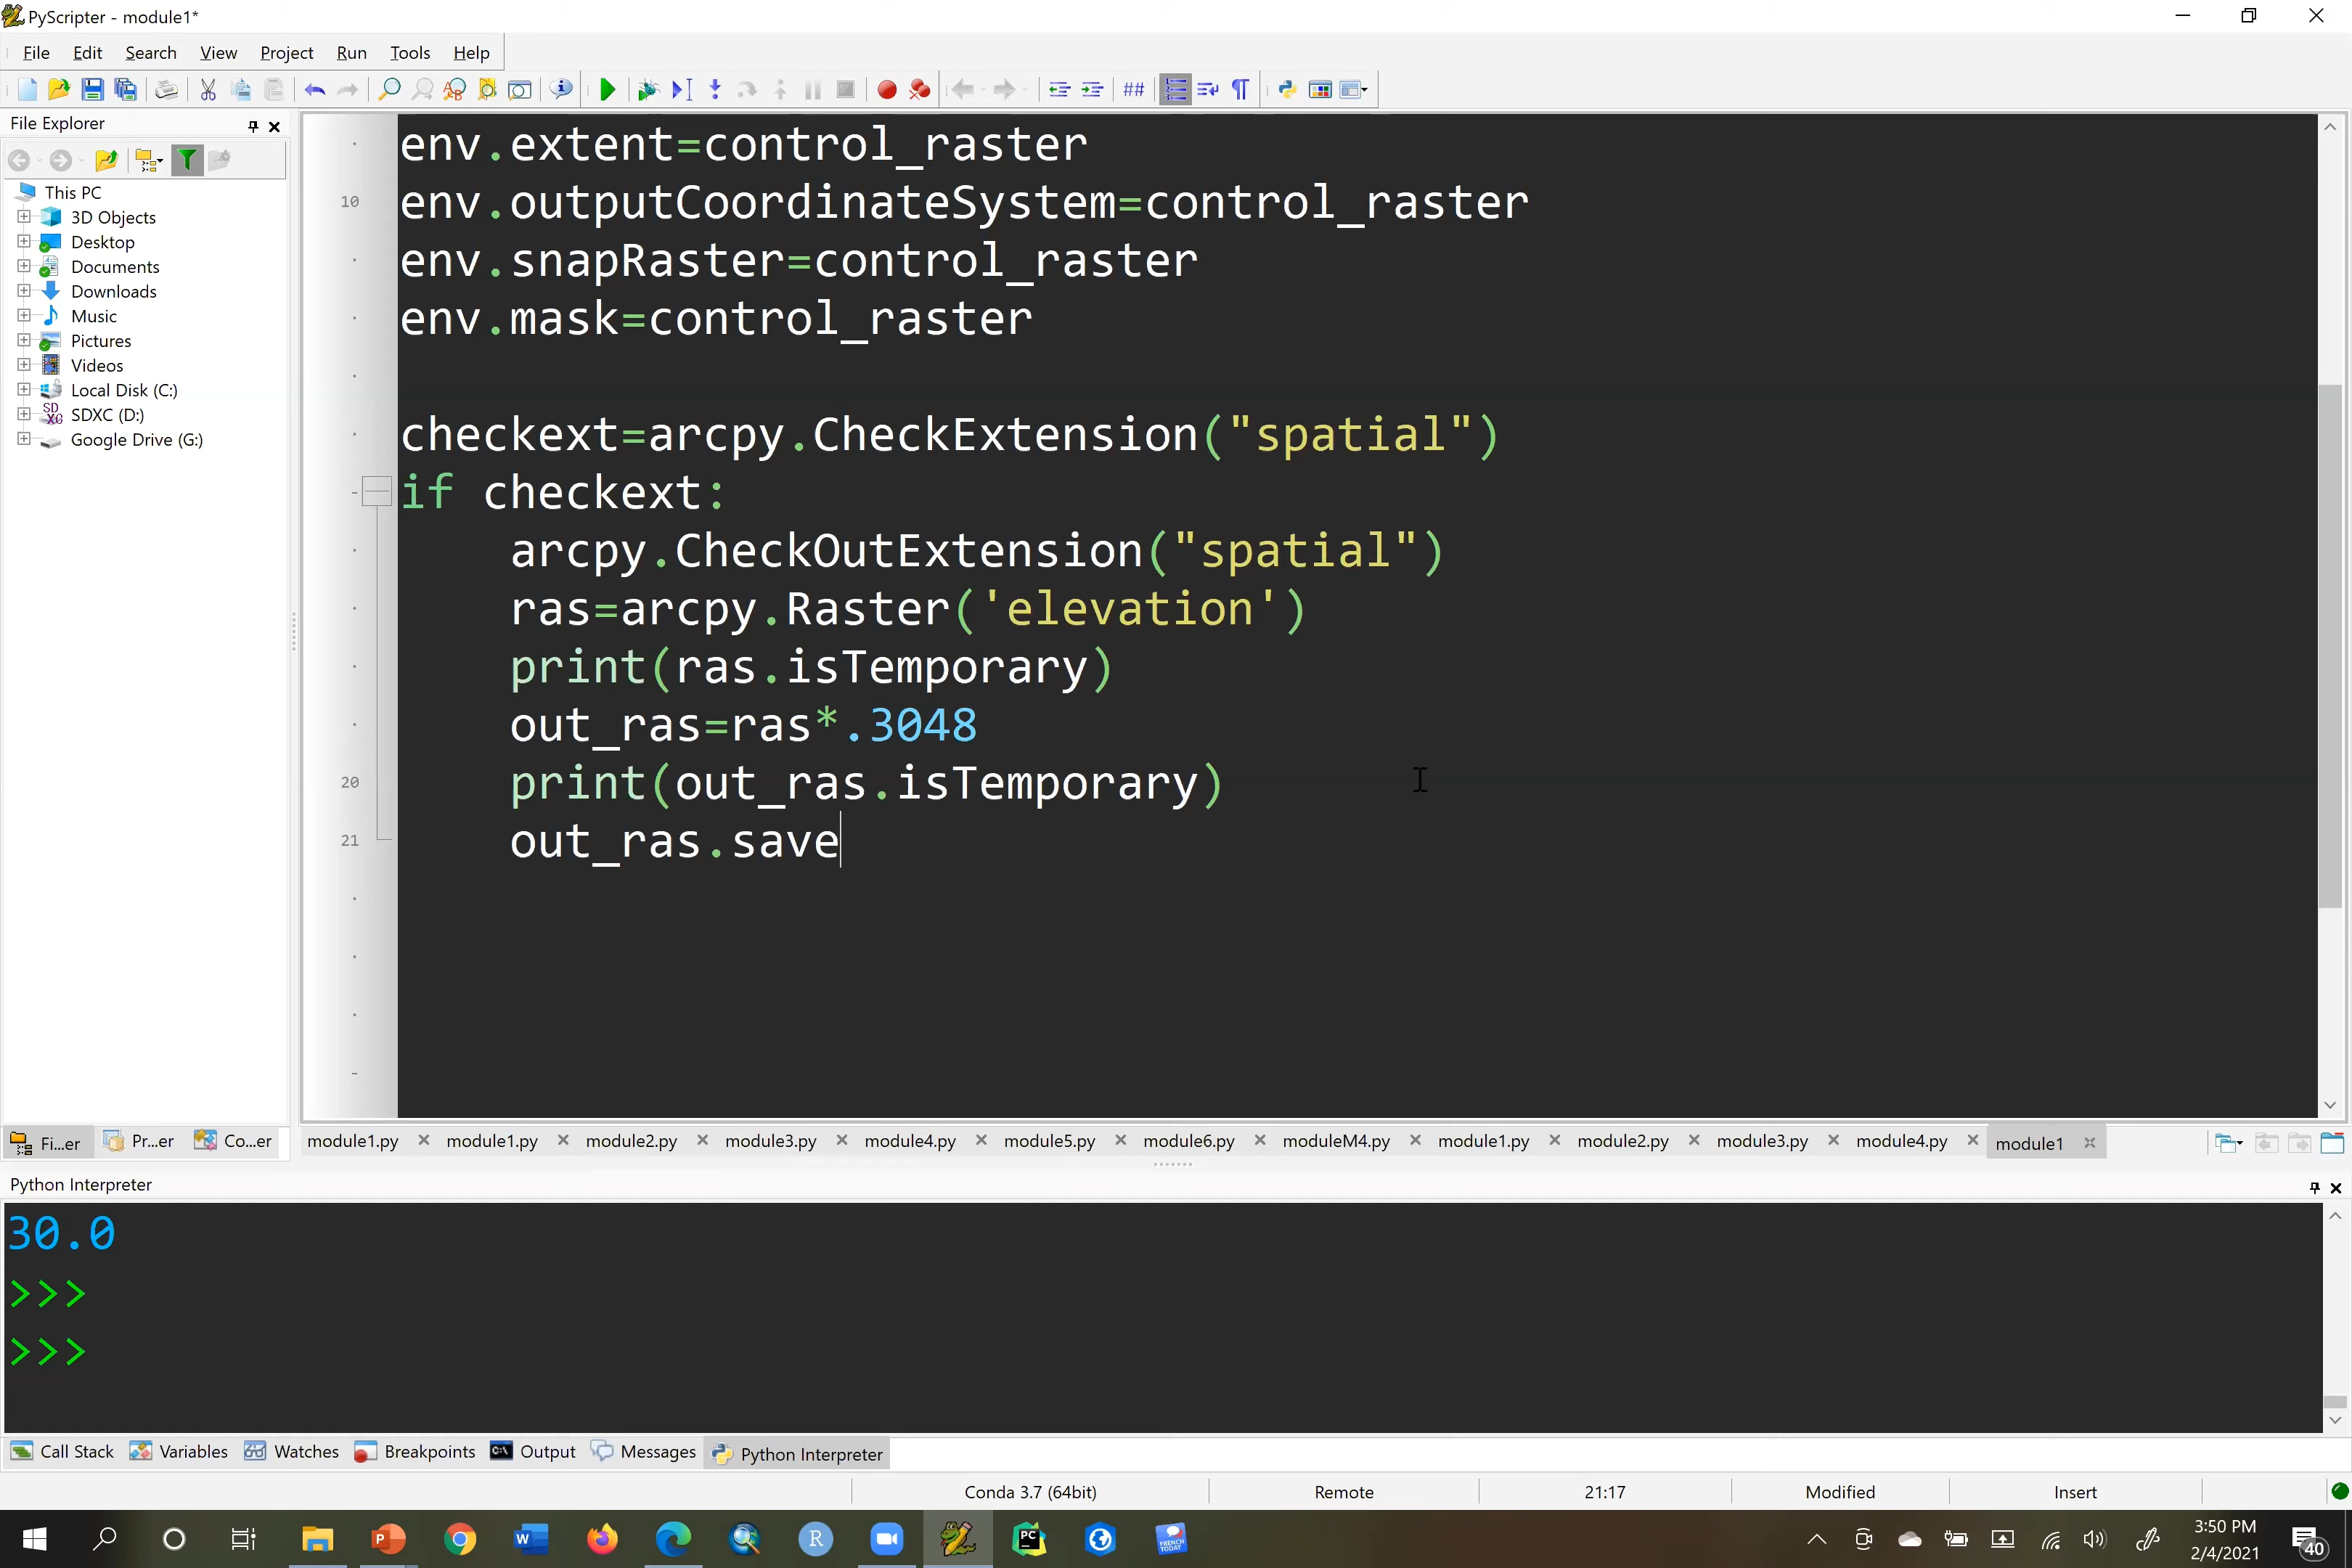 PyScripter - module1*
File Edit Search View Project Run Tools Help
File Explorer
This PC
3D Objects
Desktop
Documents
Downloads
Music
Pictures
Videos
Local Disk (C:)
SDXC (D:)
Google Drive (G:)
env.extent=control_raster
10 env.outputCoordinateSystem=control_raster
env.snapRaster=control_raster
env.mask=control_raster
checkext=arcpy.CheckExtension("spatial")
if checkext:
arcpy.CheckOutExtension("spatial")
ras=arcpy.Raster('elevation')
print(ras.isTemporary)
out_ras=ras*.3048
20 print(out_ras.isTemporary)
21 out_ras.save
Fi...er Pr...er Co...er module1.py module1.py module2.py module3.py module4.py module5.py module6.py moduleM4.py module1.py module2.py module3.py module4.py module1
Python Interpreter
30.0
>>>
>>>
Call Stack Variables Watches Breakpoints Output Messages Python Interpreter
Conda 3.7 (64bit) Remote 21:17 Modified Insert
3:50 PM
2/4/2021
40